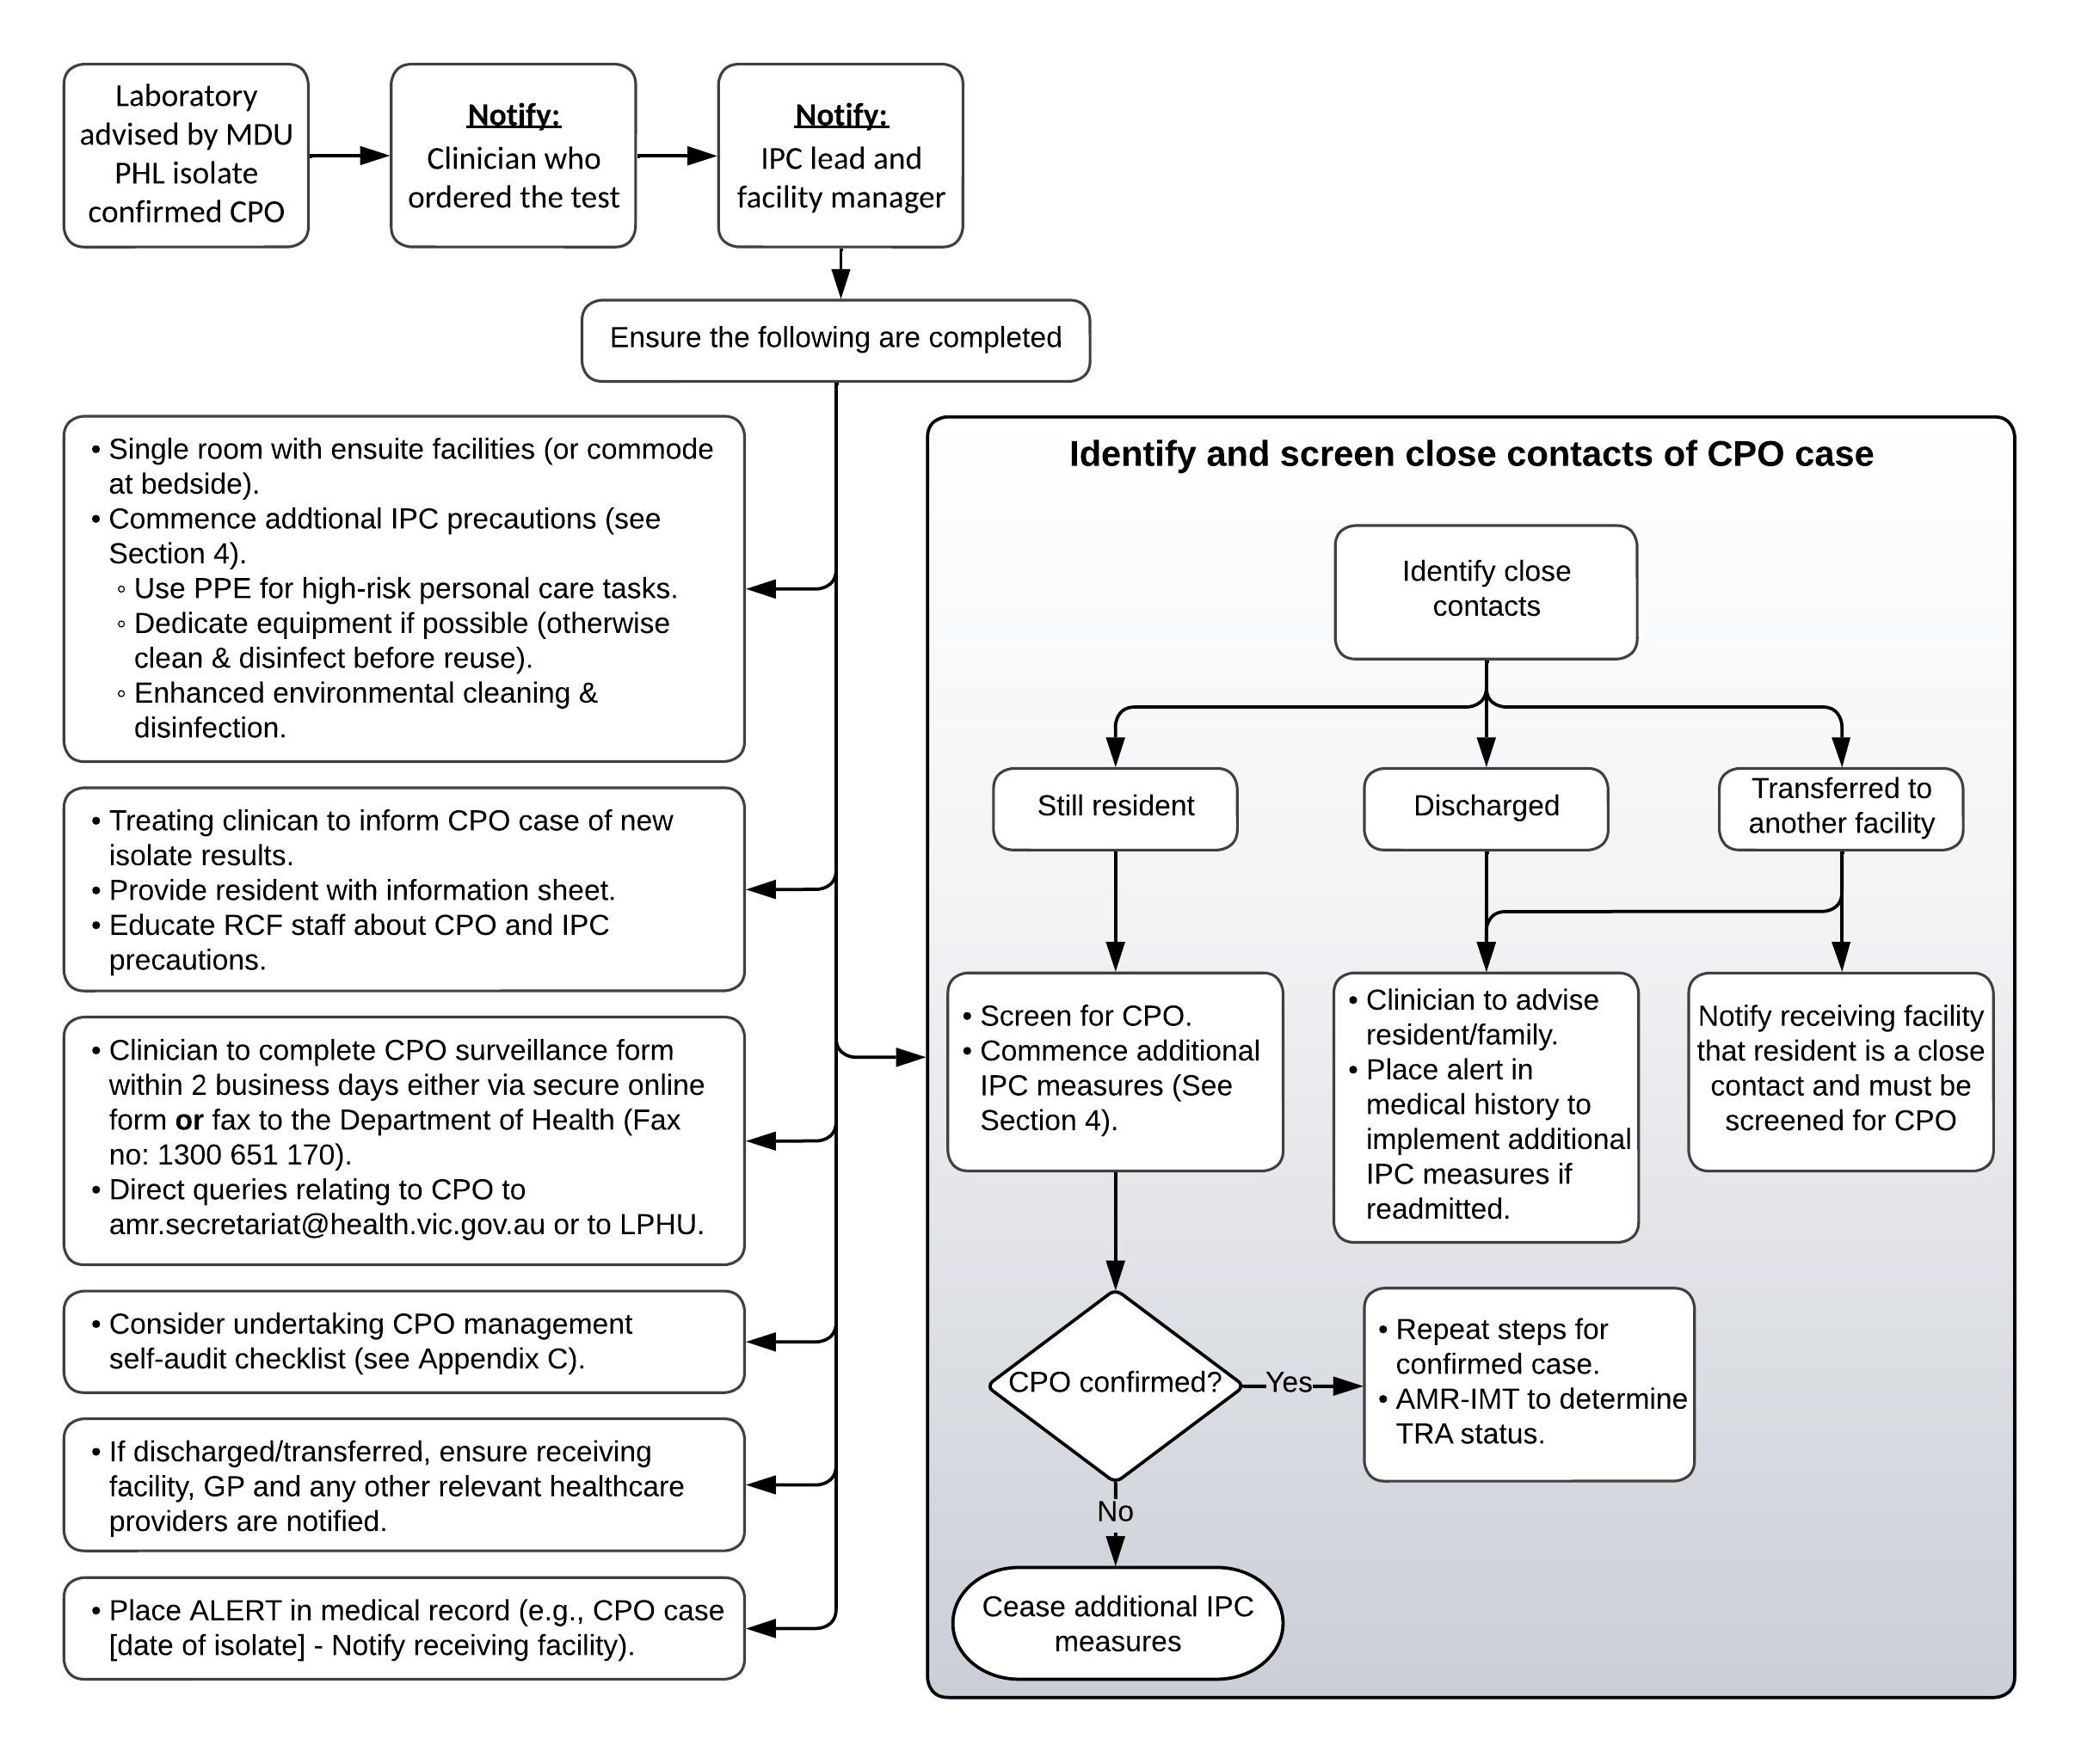 Laboratory
advised by MDU
PHL isolate
confirmed CPO
Notify:
Clinician who
ordered the test
Notify:
IPC lead and
facility manager
Ensure the following are completed
• Single room with ensuite facilities (or commode
at bedside).
• Commence addtional IPC precautions (see
Section 4).
◦ Use PPE for high-risk personal care tasks.
◦ Dedicate equipment if possible (otherwise
clean & disinfect before reuse).
◦ Enhanced environmental cleaning &
disinfection.
• Treating clinican to inform CPO case of new
isolate results.
• Provide resident with information sheet.
• Educate RCF staff about CPO and IPC
precautions.
• Clinician to complete CPO surveillance form
within 2 business days either via secure online
form or fax to the Department of Health (Fax
no: 1300 651 170).
• Direct queries relating to CPO to
amr.secretariat@health.vic.gov.au or to LPHU.
• Consider undertaking CPO management
self-audit checklist (see Appendix C).
• If discharged/transferred, ensure receiving
facility, GP and any other relevant healthcare
providers are notified.
• Place ALERT in medical record (e.g., CPO case
[date of isolate] - Notify receiving facility).
Identify and screen close contacts of CPO case
Identify close
contacts
Still resident
Discharged
Transferred to
another facility
• Screen for CPO.
• Commence additional
IPC measures (See
Section 4).
• Clinician to advise
resident/family.
• Place alert in
medical history to
implement additional
IPC measures if
readmitted.
Notify receiving facility
that resident is a close
contact and must be
screened for CPO
CPO confirmed?
Yes
• Repeat steps for
confirmed case.
• AMR-IMT to determine
TRA status.
No
Cease additional IPC
measures